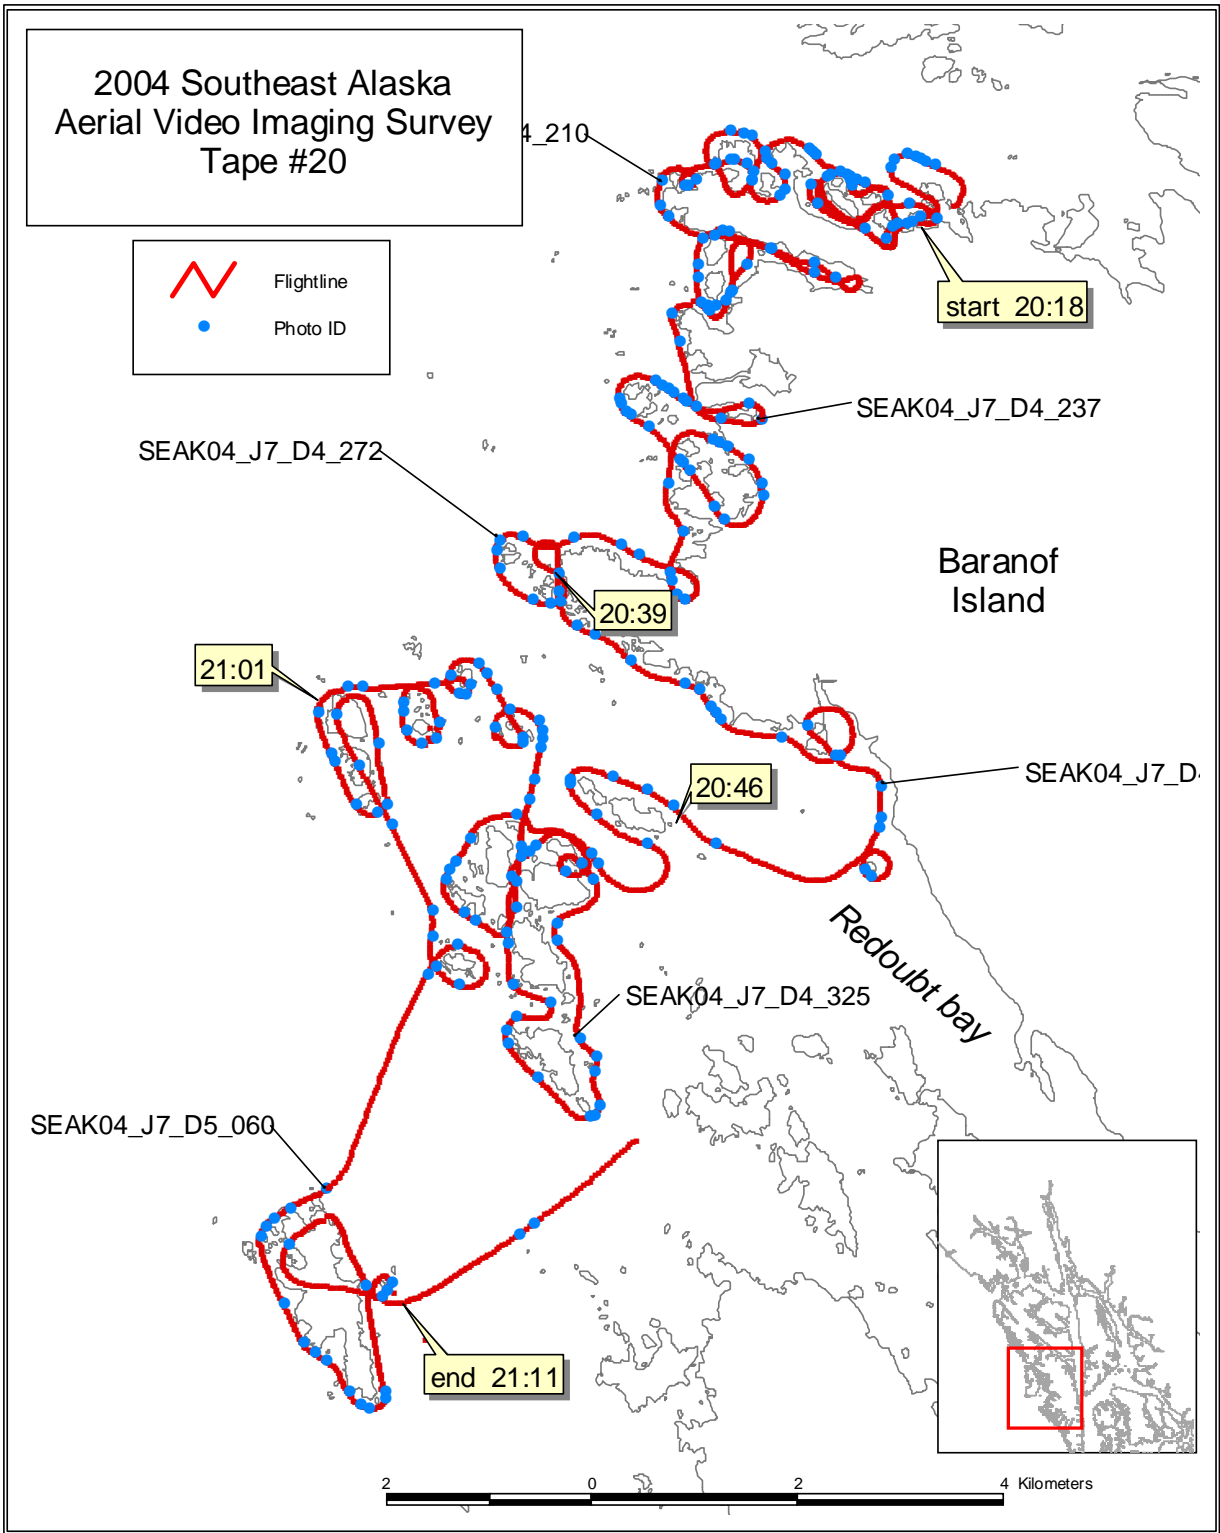 2004 Southeast Alaska
Aerial Video Imaging Survey
Tape #20
4_210
Flightline
Photo ID
start 20:18
SEAK04_J7_D4_237
SEAK04_J7_D4_272
Baranof
Island
20:39
21:01
20:46
SEAK04_J7_D4
Redoubt bay
SEAK04_J7_D4_325
SEAK04_J7_D5_060
end 21:11
2 0 2 4 Kilometers